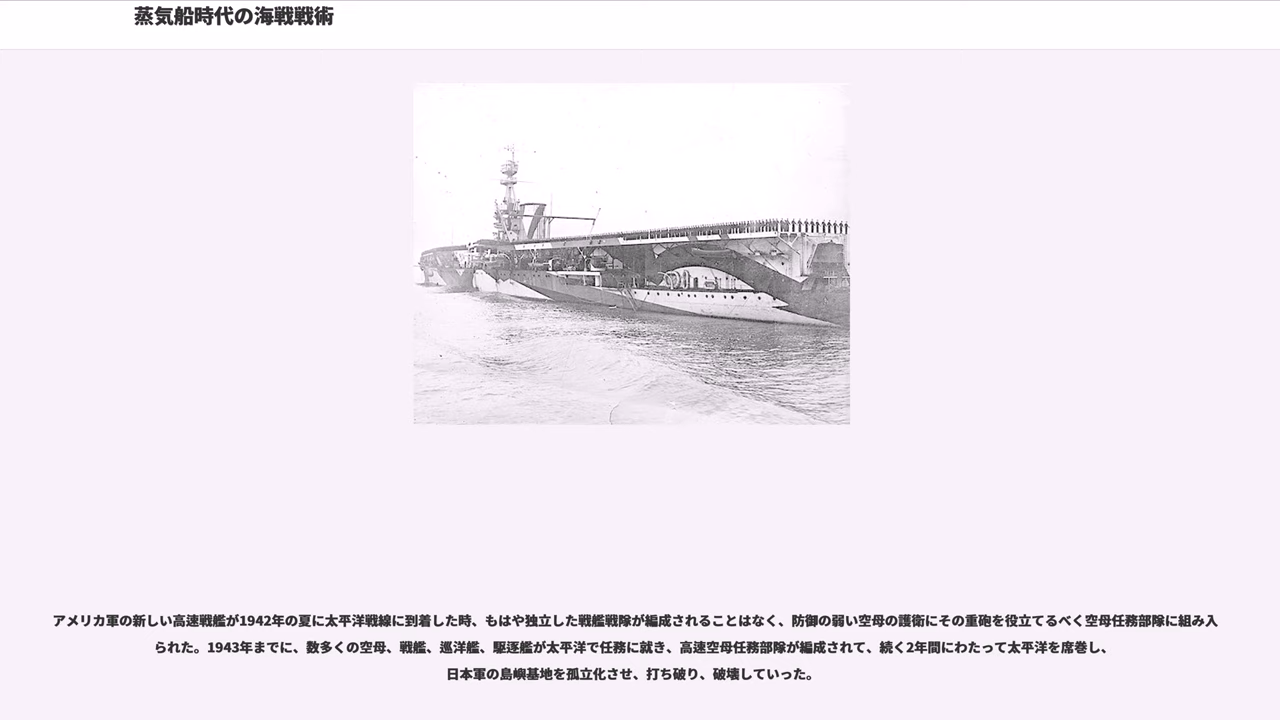 蒸気船時代の海戦戦術
アメリカ軍の新しい高速戦艦が1942年の夏に太平洋戦線に到着した時、もはや独立した戦艦戦隊が編成されることはなく、防御の弱い空母の護衛にその重砲を役立てるべく空母任務部隊に組み入
られた。1943年までに、数多くの空母、戦艦、巡洋艦、駆逐艦が太平洋で任務に就き、高速空母任務部隊が編成されて、続く2年間にわたって太平洋を席巻し、
日本軍の島嶼基地を孤立化させ、打ち破り、破壊していった。